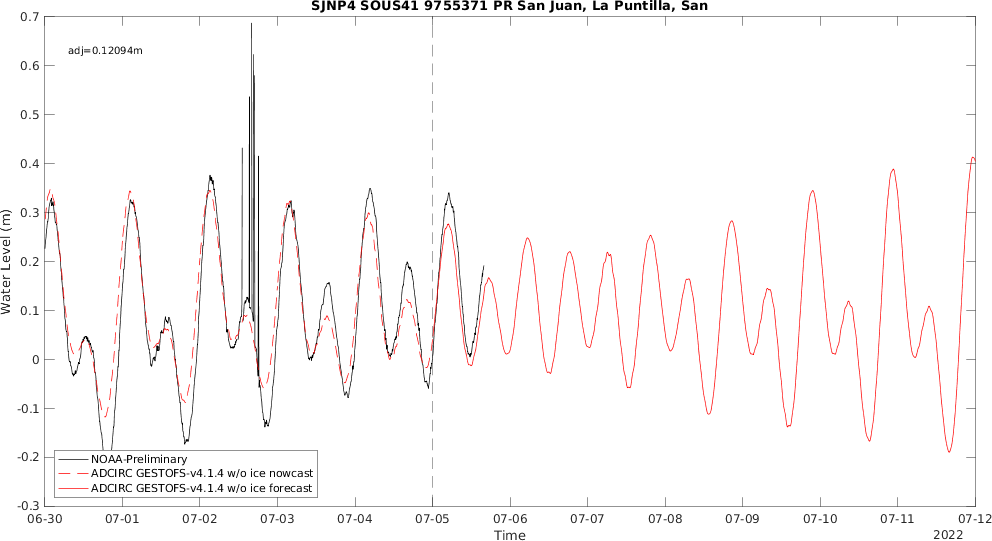 SJNP4 SOUS41 9755371 PR San Juan, La Puntilla, San
adj=0.12094m
0.7
0.6
0.5
0.4
0.3
0.2
0.1
0
-0.1
-0.2
-0.3
Water Level (m)
NOAA-Preliminary
ADCIRC GESTOFS-v4.1.4 w/o ice nowcast
ADCIRC GESTOFS-v4.1.4 w/o ice forecast
06-30 07-01 07-02 07-03 07-04 07-05 07-06 07-07 07-08 07-09 07-10 07-11 07-12
Time
2022